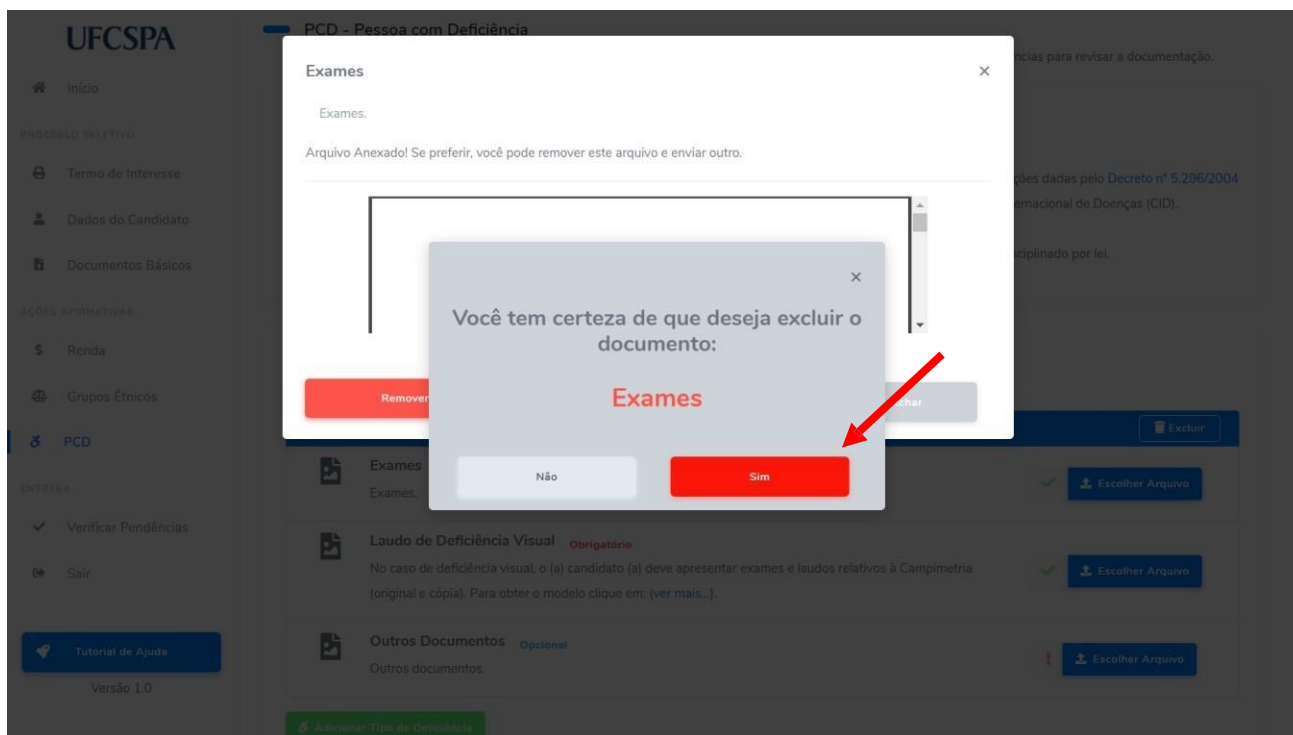 UFCSPA
Início
PROCESSO SELETIVO
Termo de Interesse
Dados do Candidato
Documentos Básicos
AÇÕES AFIRMATIVAS
$ Renda
Grupos Étnicos
PCD
ENTREGA
Verificar Pendências
Sair
Tutorial de Ajuda
Versão 1.0
PCD - Pessoa com Deficiência
ncias para revisar a documentação.
ções dadas pelo Decreto n° 5.296/2004
ernacional de Doenças (CID).
sciplinado por lei.
Exames ×
Exames.
Arquivo Anexado! Se preferir, você pode remover este arquivo e enviar outro.
Remover
char
×
Você tem certeza de que deseja excluir o
documento:
Exames
Não
Sim
Excluir
Exames
Exames.
Escolher Arquivo
Laudo de Deficiência Visual Obrigatório
No caso de deficiência visual, o (a) candidato (a) deve apresentar exames e laudos relativos à Campimetria
(original e cópia). Para obter o modelo clique em: (ver mais...).
Escolher Arquivo
Outros Documentos Opcional
Outros documentos.
! Escolher Arquivo
Adicionar Tipo de Deficiência